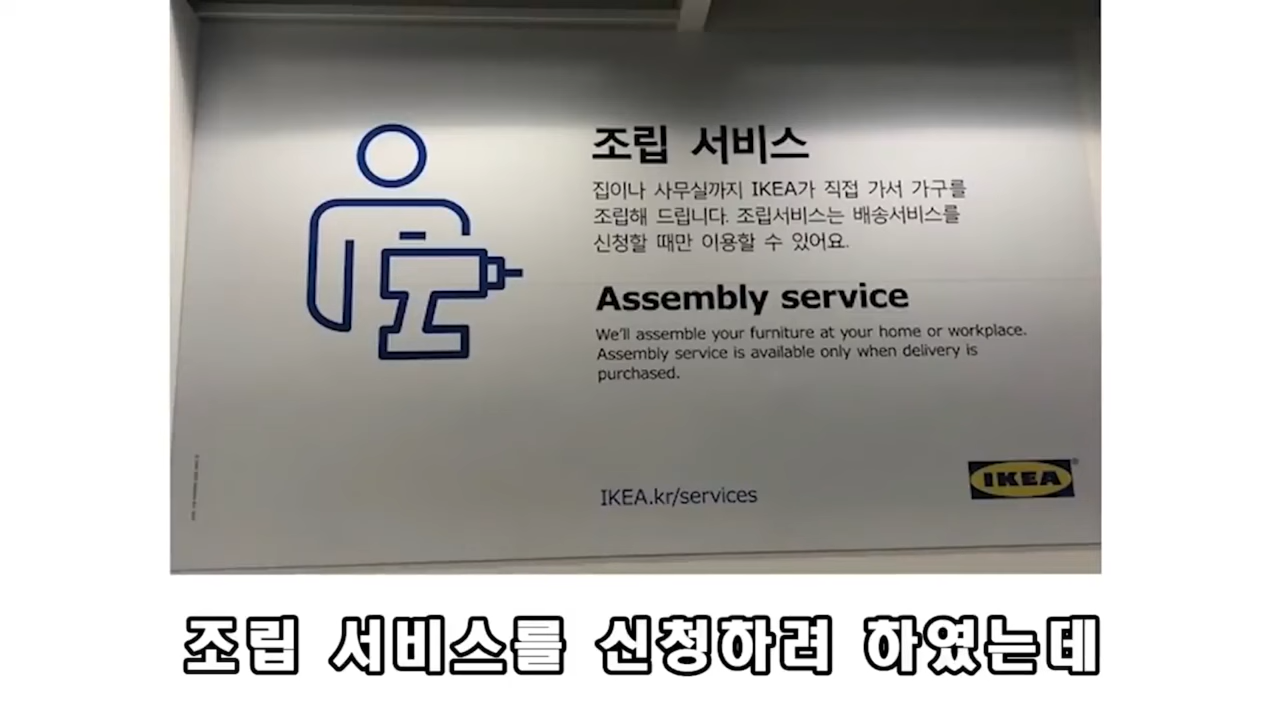 조립 서비스
집이나 사무실까지 IKEA가 직접 가서 가구를
조립해 드립니다. 조립서비스는 배송서비스를
신청할 때만 이용할 수 있어요.
Assembly service
We'll assemble your furniture at your home or workplace.
Assembly service is available only when delivery is
purchased.
IKEA.kr/services
IKEA
조립 서비스를 신청하려 하였는데